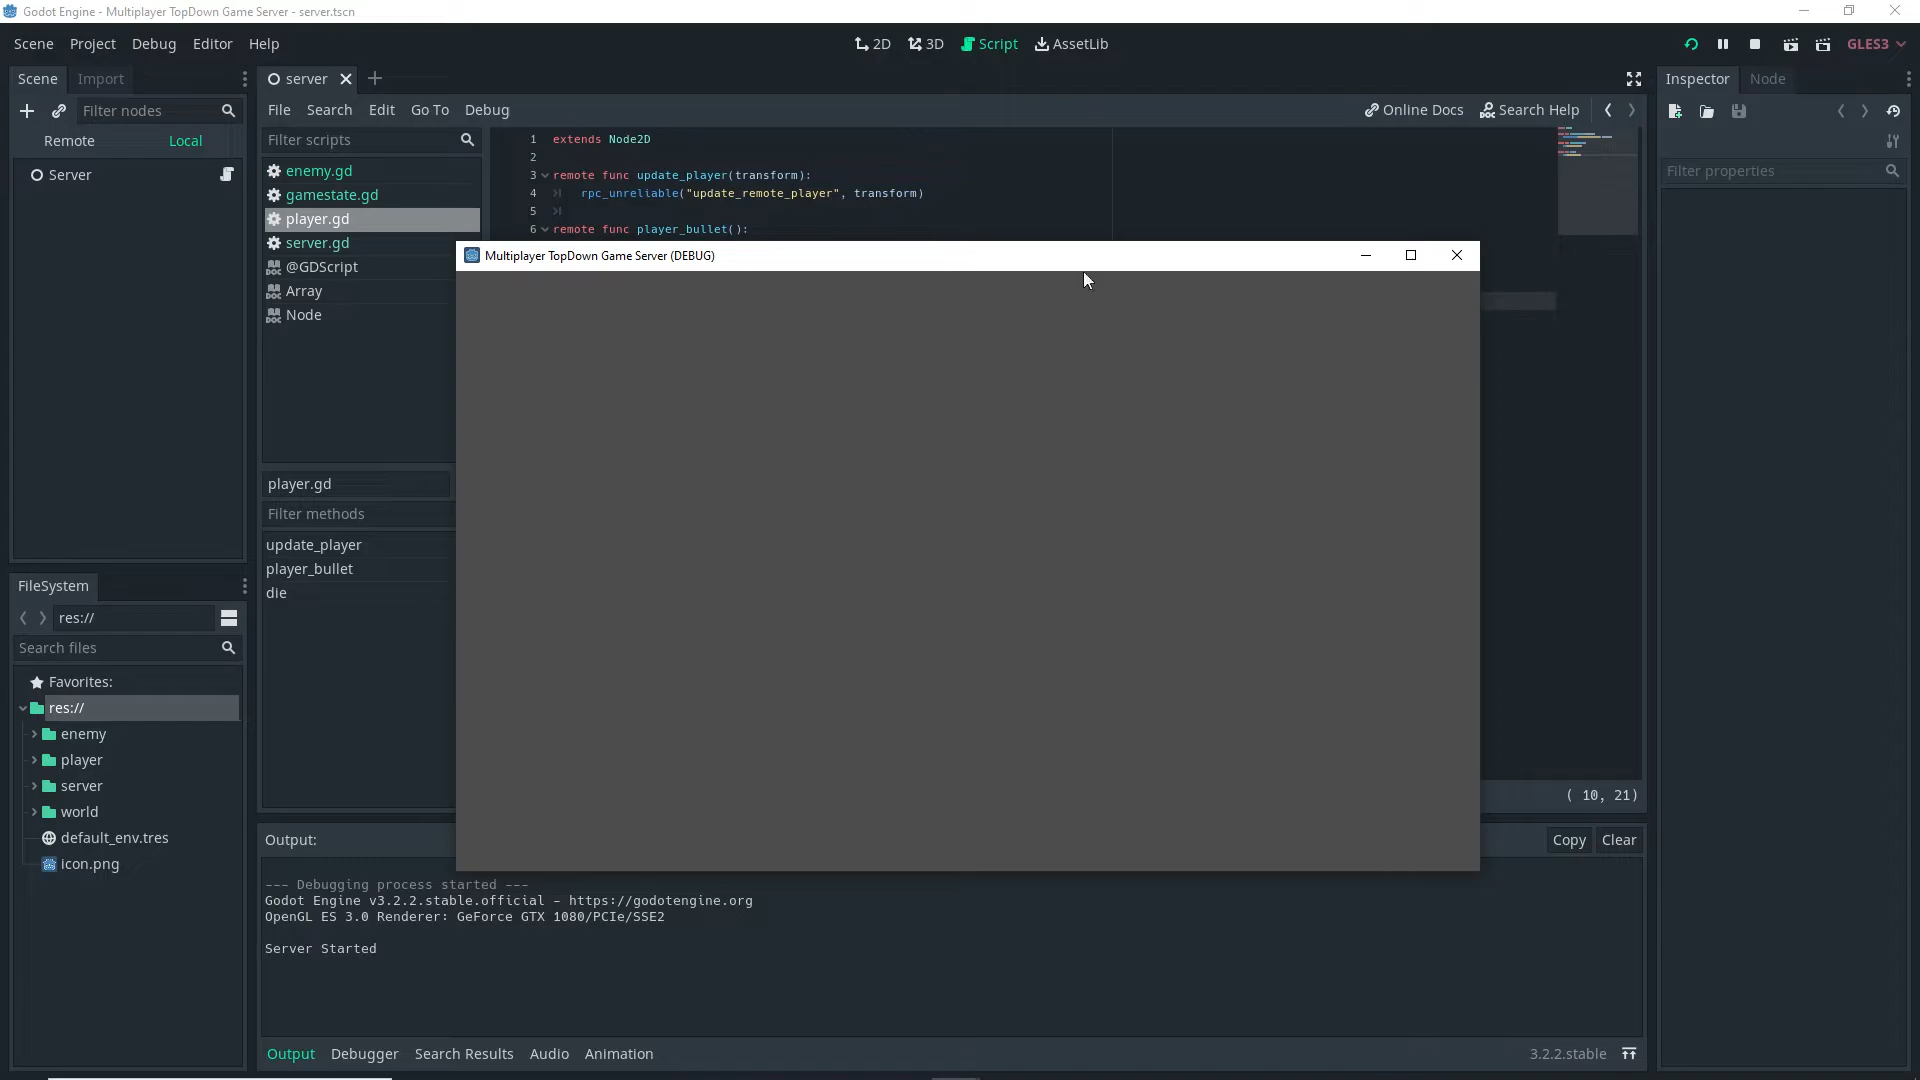 Godot Engine - Multiplayer TopDown Game Server - server.tscn
Scene Project Debug Editor Help
2D 3D Script AssetLib
GLES3
Scene Import
server
Inspector Node
Filter nodes
File Search Edit Go To Debug
Online Docs Search Help
Remote Local
Filter scripts
Server
enemy.gd
gamestate.gd
player.gd
server.gd
@GDScript
Array
Node
1 extends Node2D
2
3 remote func update_player(transform):
4 rpc_unreliable("update_remote_player", transform)
5
6 remote func player_bullet():
Filter properties
Multiplayer TopDown Game Server (DEBUG)
player.gd
Filter methods
update_player
player_bullet
die
FileSystem
res://
Search files
Favorites:
res://
enemy
player
server
world
default_env.tres
icon.png
( 10, 21)
Output:
Copy Clear
--- Debugging process started ---
Godot Engine v3.2.2.stable.official - https://godotengine.org
OpenGL ES 3.0 Renderer: GeForce GTX 1080/PCIe/SSE2
Server Started
Output Debugger Search Results Audio Animation
3.2.2.stable